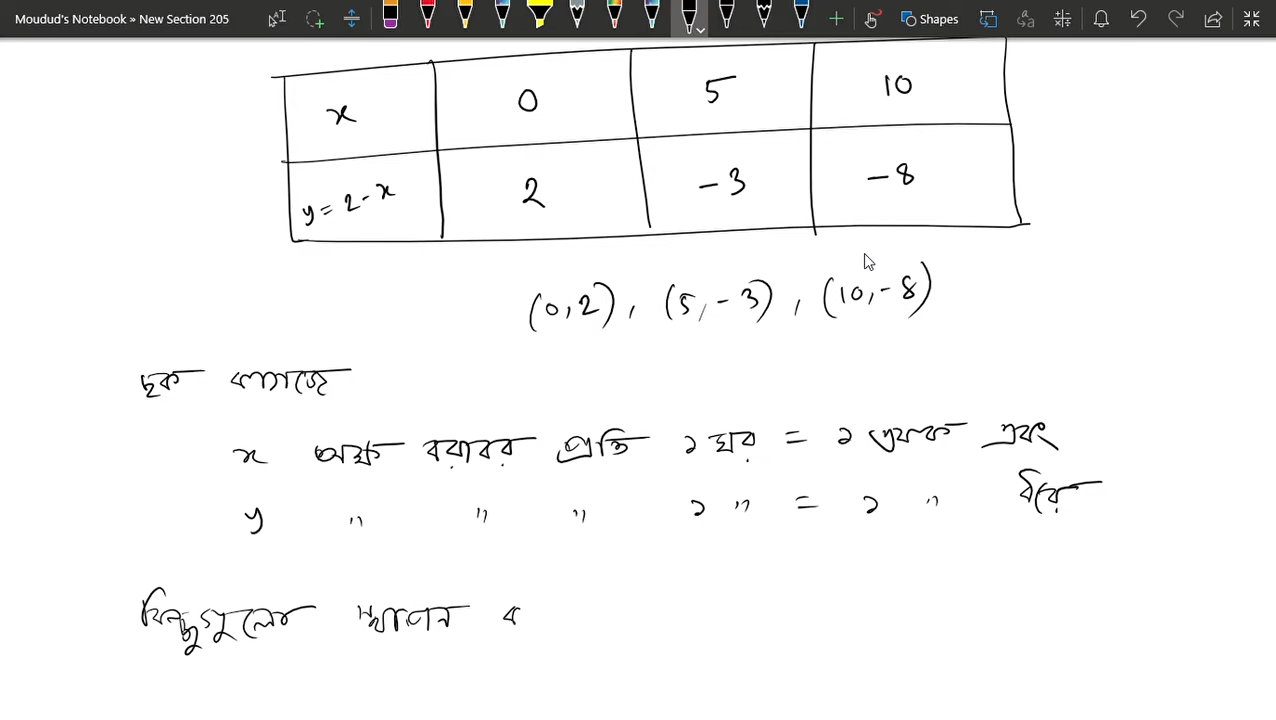 Moudud's Notebook » New Section 205 Shapes
x 0 5 10
y = 2 - x 2 -3 -8
(0, 2), (5, -3), (10, -8)
ছক কাগজে
x অক্ষ বরাবর প্রতি ১ ঘর = ১ একক এবং
y " " " ১ " = ১ " ধরে
বিন্দুগুলো স্থাপন ক